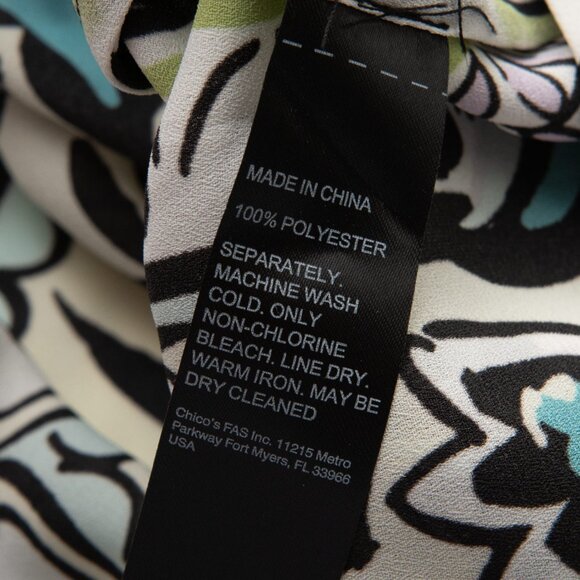 MADE IN CHINA
100% POLYESTER
SEPARATELY.
MACHINE WASH
COLD. ONLY
NON-CHLORINE
BLEACH. LINE DRY.
WARM IRON. MAY BE
DRY CLEANED
Chico's FAS Inc. 11215 Metro
Parkway Fort Myers, FL 33966
USA